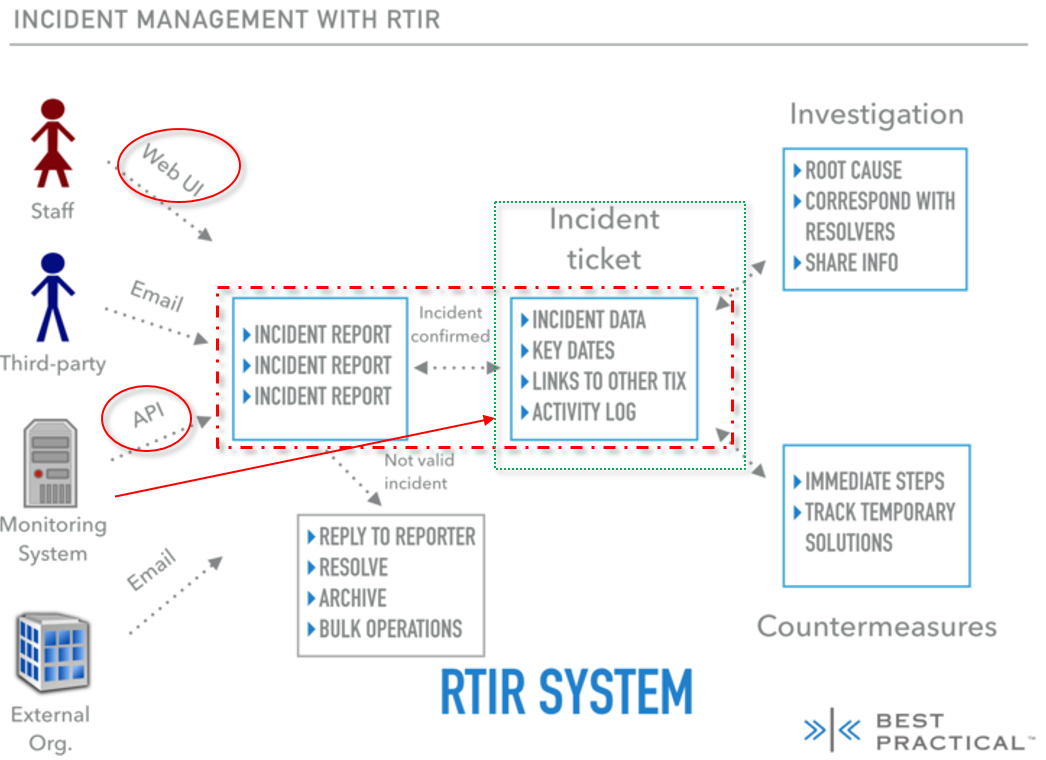 INCIDENT MANAGEMENT WITH RTIR
Staff
Web UI
Third-party
Email
Monitoring
System
API
External
Org.
Email
INCIDENT REPORT
INCIDENT REPORT
INCIDENT REPORT
Incident
confirmed
Not valid
incident
REPLY TO REPORTER
RESOLVE
ARCHIVE
BULK OPERATIONS
Incident
ticket
INCIDENT DATA
KEY DATES
LINKS TO OTHER TIX
ACTIVITY LOG
Investigation
ROOT CAUSE
CORRESPOND WITH
RESOLVERS
SHARE INFO
IMMEDIATE STEPS
TRACK TEMPORARY
SOLUTIONS
Countermeasures
RTIR SYSTEM
BEST
PRACTICAL™